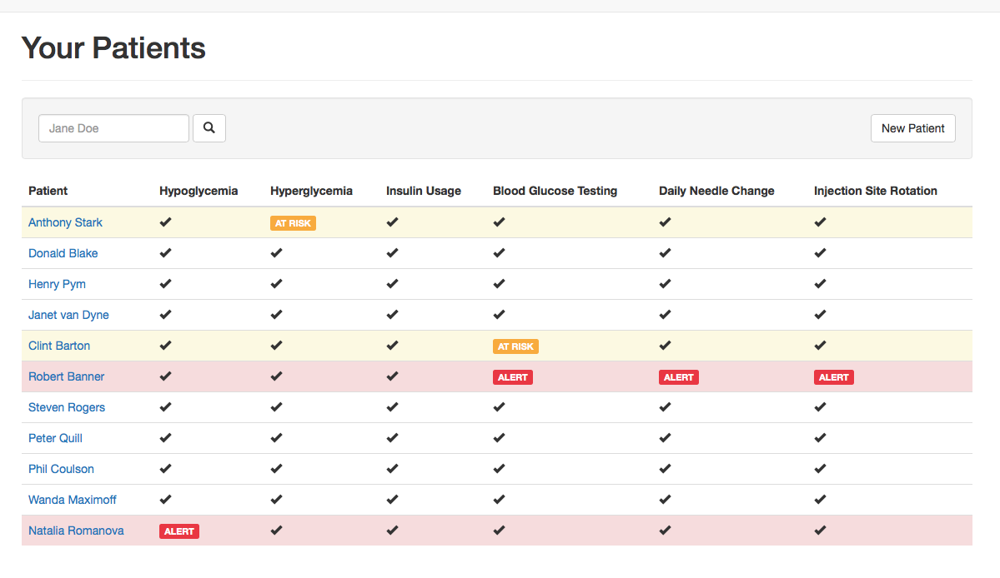 Your Patients
Jane Doe
New Patient
Patient Hypoglycemia Hyperglycemia Insulin Usage Blood Glucose Testing Daily Needle Change Injection Site Rotation
Anthony Stark AT RISK
Donald Blake
Henry Pym
Janet van Dyne
Clint Barton AT RISK
Robert Banner ALERT ALERT ALERT
Steven Rogers
Peter Quill
Phil Coulson
Wanda Maximoff
Natalia Romanova ALERT